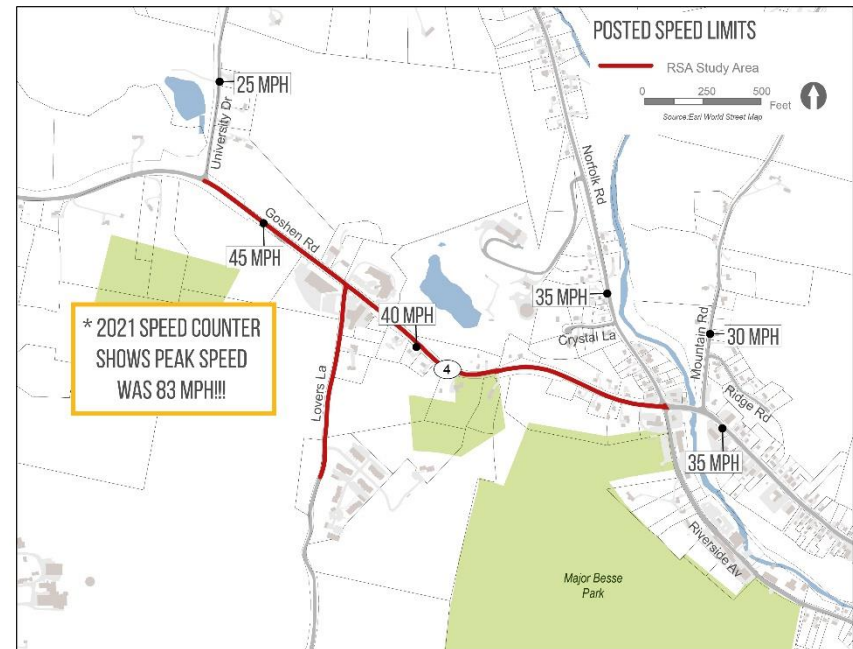 POSTED SPEED LIMITS
RSA Study Area
0 250 500
Feet
Source:Esri World Street Map
25 MPH
University Dr
Goshen Rd
45 MPH
Norfolk Rd
* 2021 SPEED COUNTER
SHOWS PEAK SPEED
WAS 83 MPH!!!
40 MPH
35 MPH
Crystal La
30 MPH
Mountain Rd
4
Lovers La
Ridge Rd
35 MPH
Riverside Av
Major Besse
Park